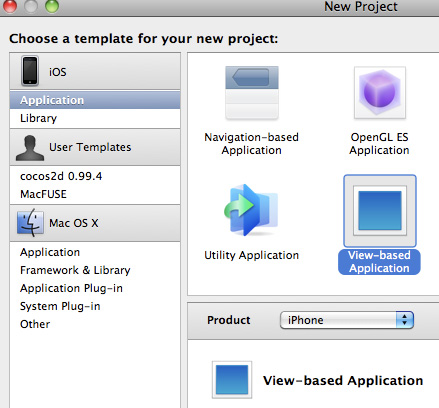 New Project
Choose a template for your new project:
iOS
Application
Library
User Templates
cocos2d 0.99.4
MacFUSE
Mac OS X
Application
Framework & Library
Application Plug-in
System Plug-in
Other
Navigation-based
Application
OpenGL ES
Application
Utility Application
View-based
Application
Product
iPhone
View-based Application